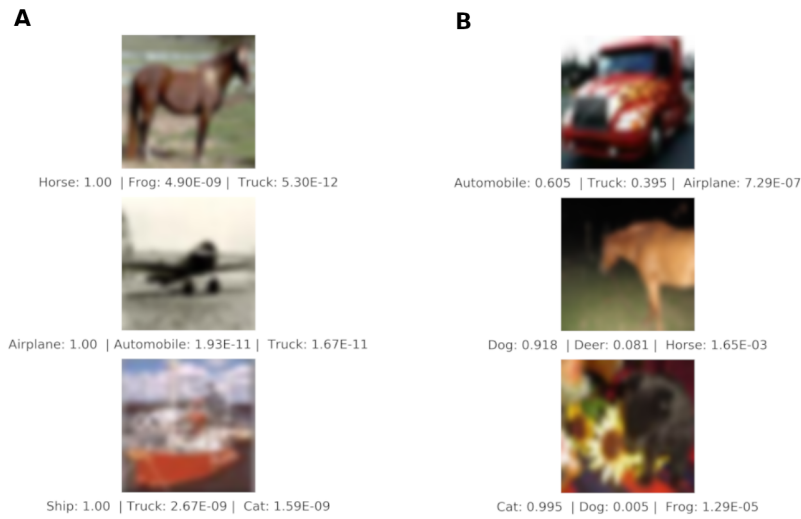 A
Horse: 1.00 | Frog: 4.90E-09 | Truck: 5.30E-12
Airplane: 1.00 | Automobile: 1.93E-11 | Truck: 1.67E-11
Ship: 1.00 | Truck: 2.67E-09 | Cat: 1.59E-09
B
Automobile: 0.605 | Truck: 0.395 | Airplane: 7.29E-07
Dog: 0.918 | Deer: 0.081 | Horse: 1.65E-03
Cat: 0.995 | Dog: 0.005 | Frog: 1.29E-05